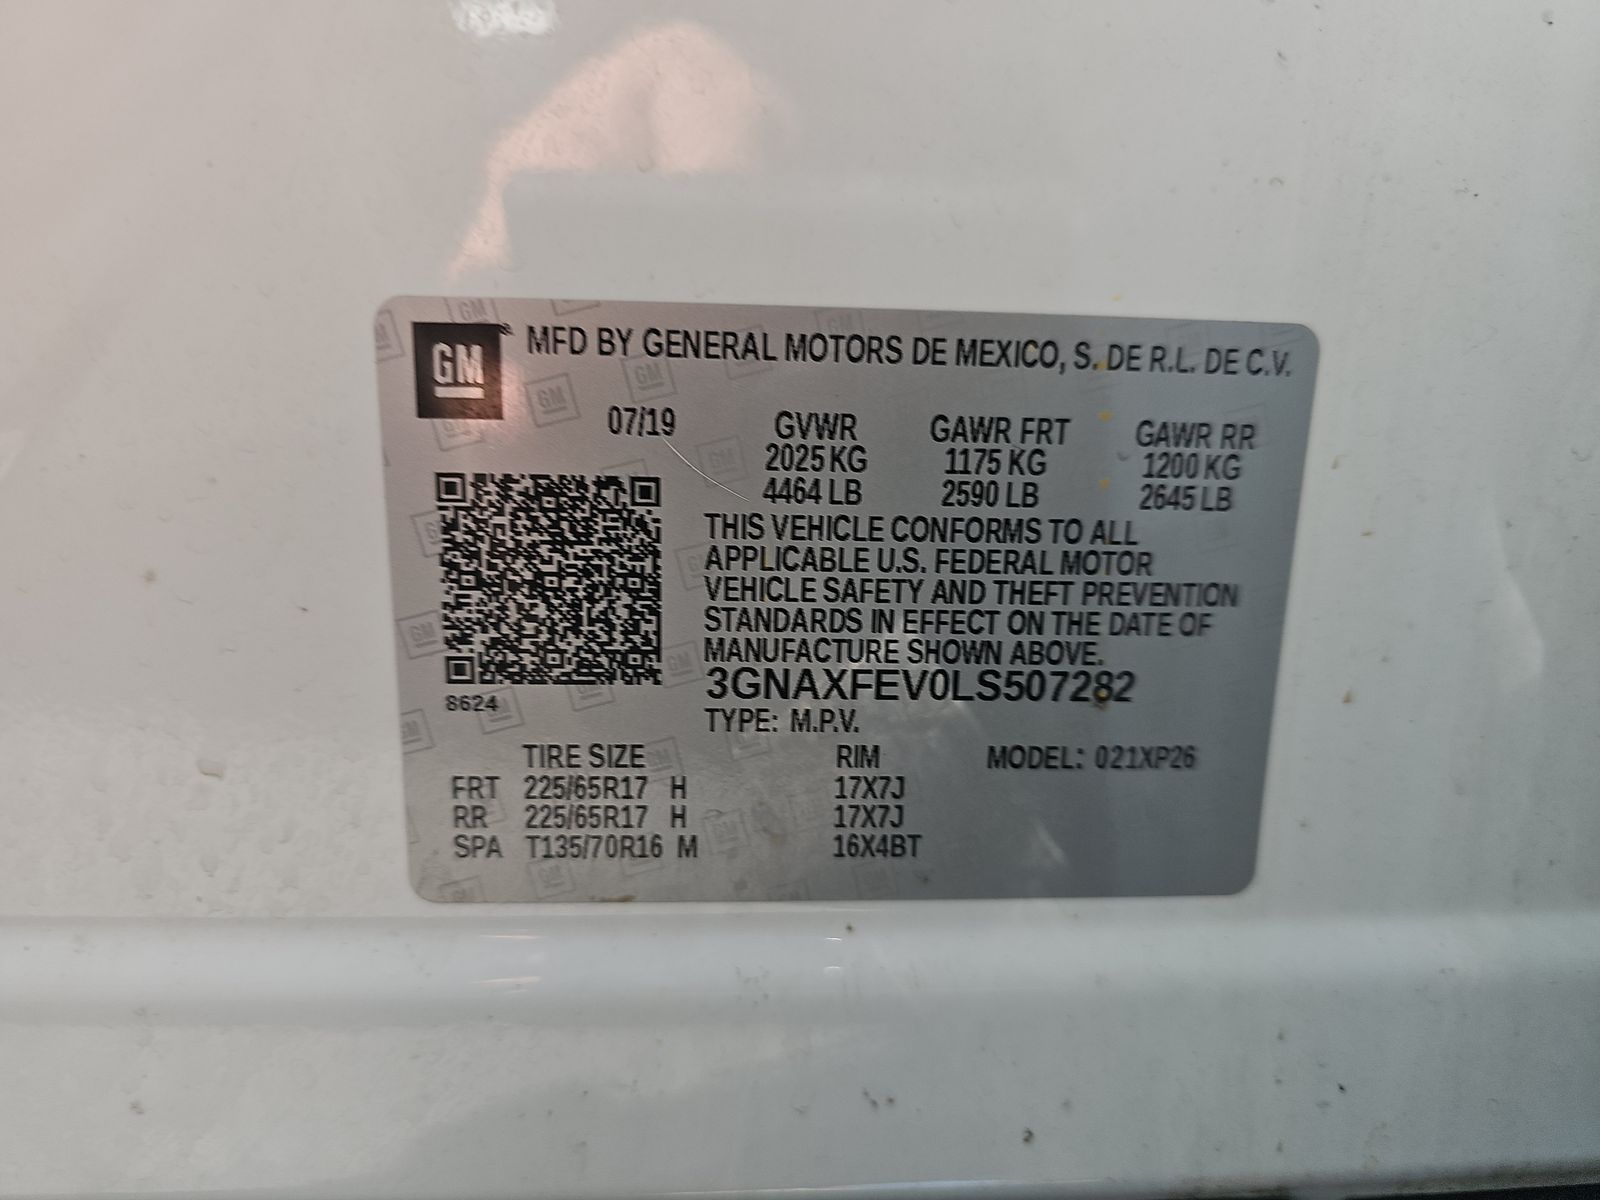 GM MFD BY GENERAL MOTORS DE MEXICO, S. DE R.L. DE C.V.
07/19 GVWR GAWR FRT GAWR RR
2025 KG 1175 KG 1200 KG
4464 LB 2590 LB 2645 LB
THIS VEHICLE CONFORMS TO ALL
APPLICABLE U.S. FEDERAL MOTOR
VEHICLE SAFETY AND THEFT PREVENTION
STANDARDS IN EFFECT ON THE DATE OF
MANUFACTURE SHOWN ABOVE.
3GNAXFEV0LS507282
8624
TYPE: M.P.V.
TIRE SIZE RIM MODEL: 021XP26
FRT 225/65R17 H 17X7J
RR 225/65R17 H 17X7J
SPA T135/70R16 M 16X4BT